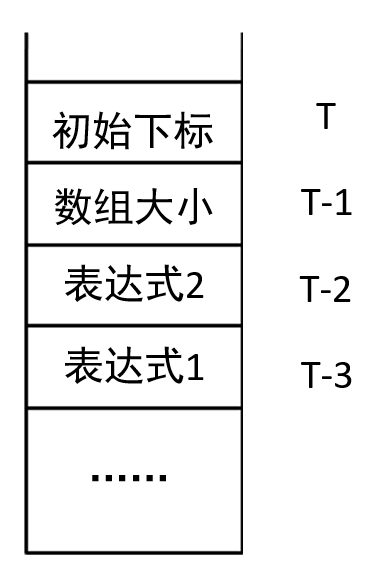 初始下标 T
数组大小 T-1
表达式2 T-2
表达式1 T-3
......